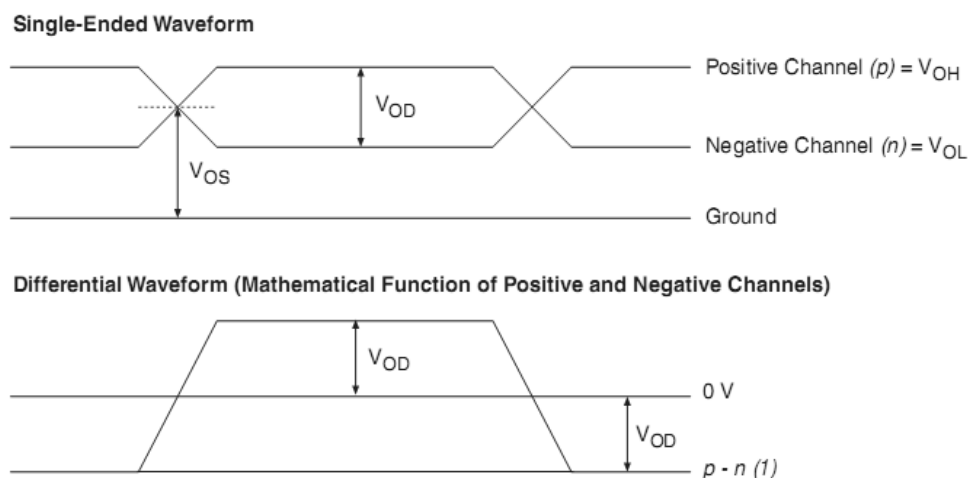 Single-Ended Waveform
Positive Channel (p) = VOH
VOD
Negative Channel (n) = VOL
VOS
Ground
Differential Waveform (Mathematical Function of Positive and Negative Channels)
VOD
0 V
VOD
p - n (1)